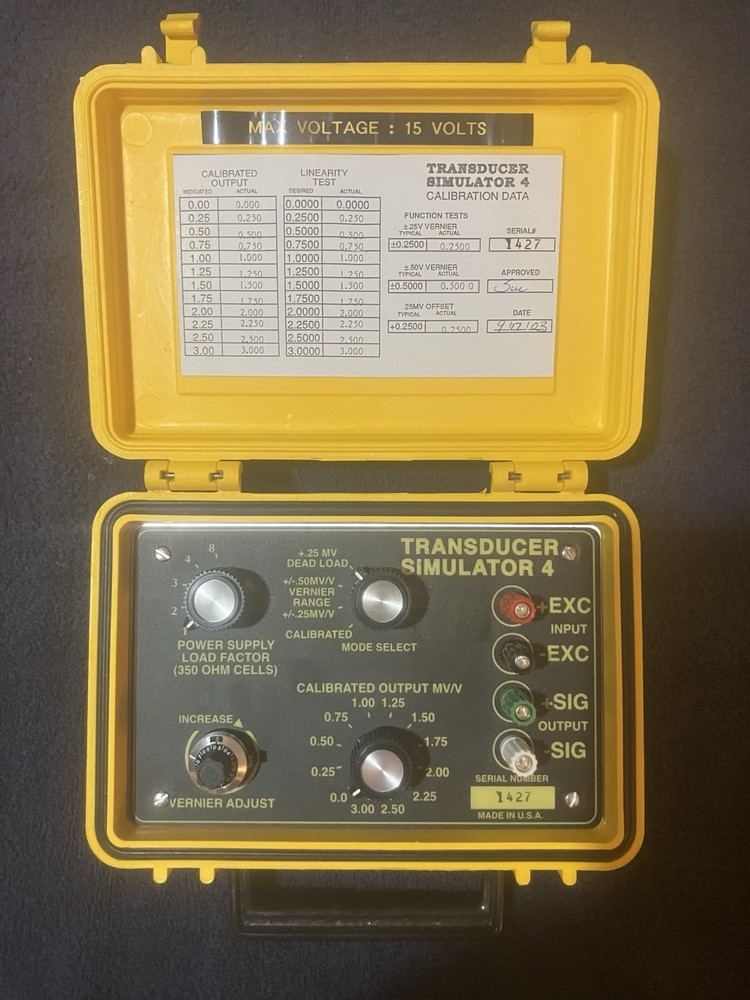 MAX VOLTAGE : 15 VOLTS
CALIBRATED OUTPUT
LINEARITY TEST
INDICATED ACTUAL DESIRED ACTUAL
0.00 0.000 0.0000 0.0000
0.25 0.250 0.2500 0.250
0.50 0.500 0.5000 0.500
0.75 0.750 0.7500 0.750
1.00 1.000 1.0000 1.000
1.25 1.250 1.2500 1.250
1.50 1.500 1.5000 1.500
1.75 1.750 1.7500 1.750
2.00 2.000 2.0000 2.000
2.25 2.250 2.2500 2.250
2.50 2.500 2.5000 2.500
3.00 3.000 3.0000 3.000
TRANSDUCER
SIMULATOR 4
CALIBRATION DATA
FUNCTION TESTS
±.25V VERNIER
TYPICAL ACTUAL
±0.2500 0.2500
±.50V VERNIER
TYPICAL ACTUAL
±0.5000 0.500 0
.25MV OFFSET
TYPICAL ACTUAL
+0.2500 0.2500
SERIAL#
1427
APPROVED
DATE
TRANSDUCER
SIMULATOR 4
1
2
3
4
8
POWER SUPPLY
LOAD FACTOR
(350 OHM CELLS)
+.25 MV
DEAD LOAD
+/-.50MV/V
VERNIER
RANGE
+/-.25MV/V
CALIBRATED
MODE SELECT
+EXC
INPUT
-EXC
+SIG
OUTPUT
-SIG
INCREASE
VERNIER ADJUST
CALIBRATED OUTPUT MV/V
0.0
0.25
0.50
0.75
1.00
1.25
1.50
1.75
2.00
2.25
2.50
3.00
SERIAL NUMBER
1427
MADE IN U.S.A.